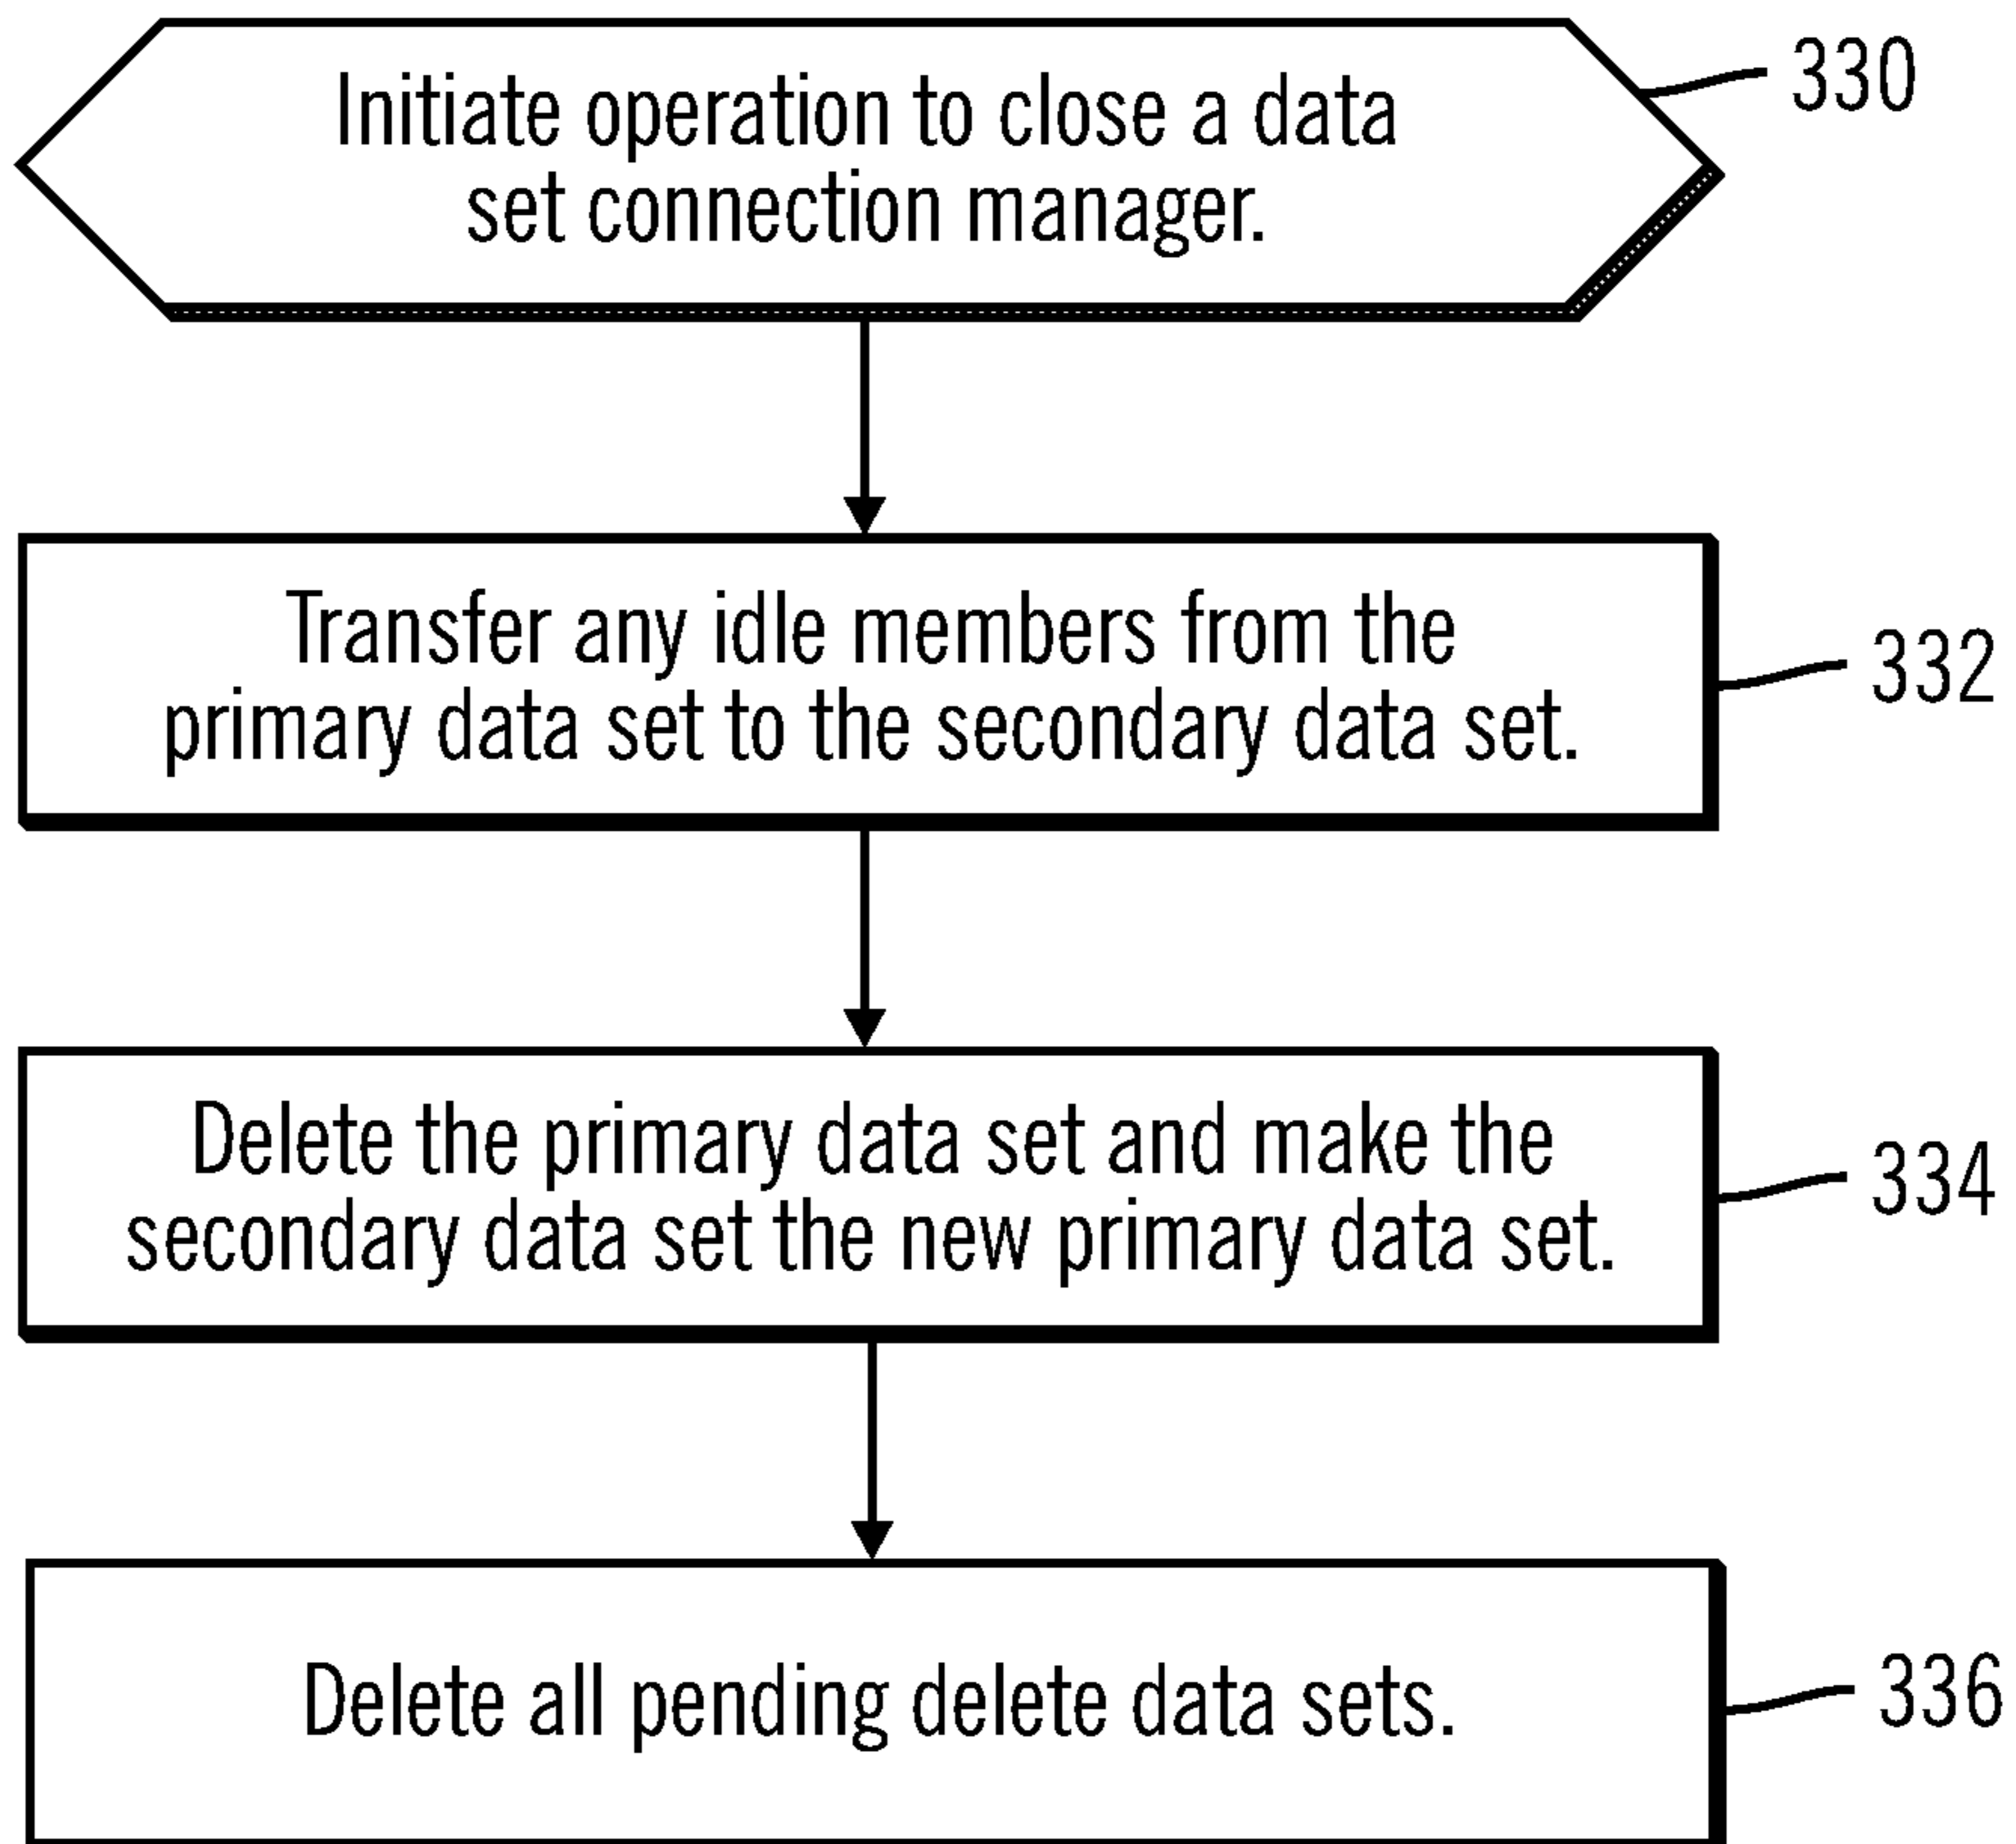 Initiate operation to close a data
set connection manager.
330
Transfer any idle members from the
primary data set to the secondary data set.
332
Delete the primary data set and make the
secondary data set the new primary data set.
334
Delete all pending delete data sets.
336